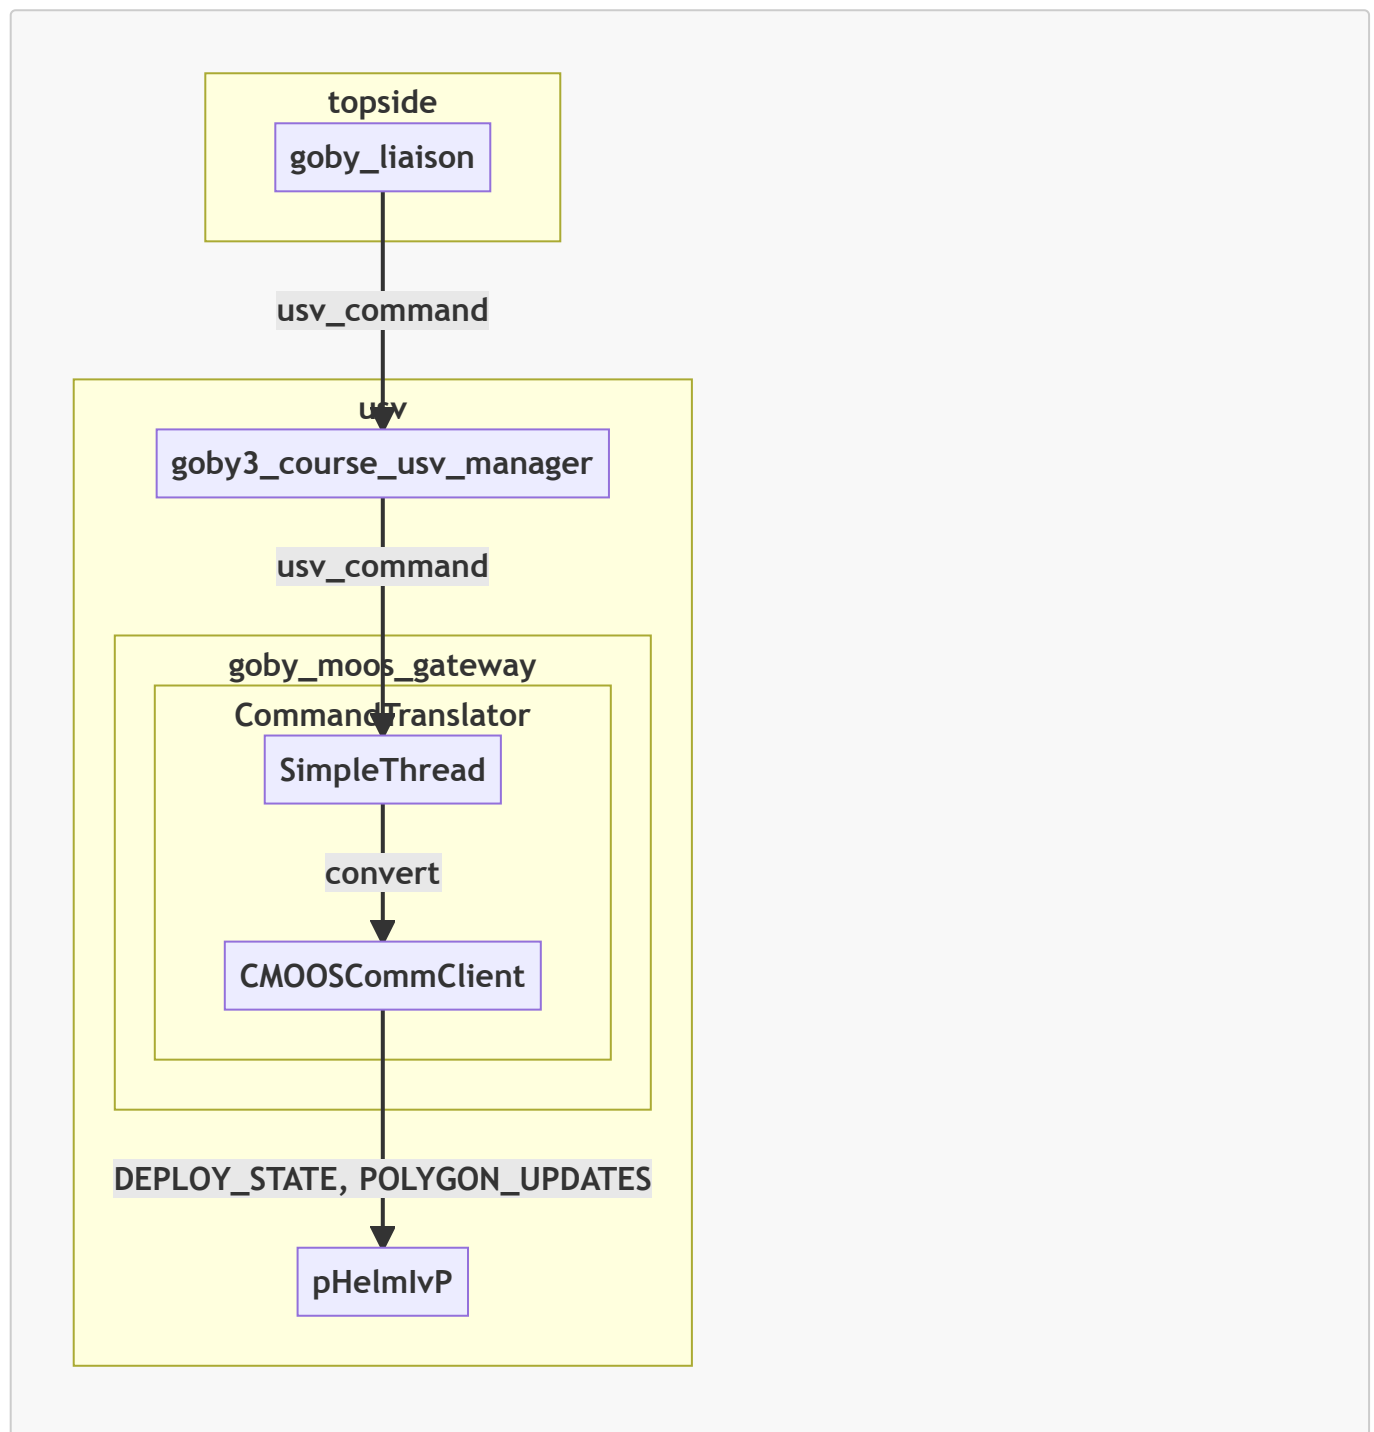 topside
goby_liaison
usv_command
usv
goby3_course_usv_manager
usv_command
goby_moos_gateway
CommandTranslator
SimpleThread
convert
CMOOSCommClient
DEPLOY_STATE, POLYGON_UPDATES
pHelmIvP